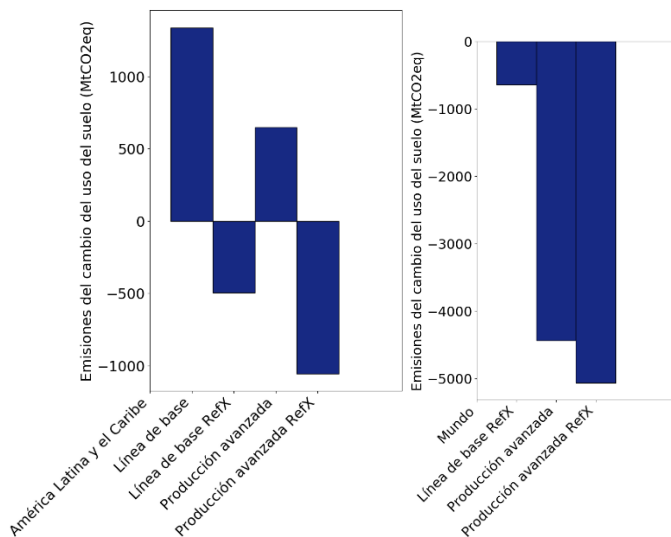 Emisiones del cambio del uso del suelo (MtCO2eq)
1000
500
0
−500
−1000
América Latina y el Caribe
Línea de base
Línea de base RefX
Producción avanzada
Producción avanzada RefX
Emisiones del cambio del uso del suelo (MtCO2eq)
0
−1000
−2000
−3000
−4000
−5000
Mundo
Línea de base RefX
Producción avanzada
Producción avanzada RefX